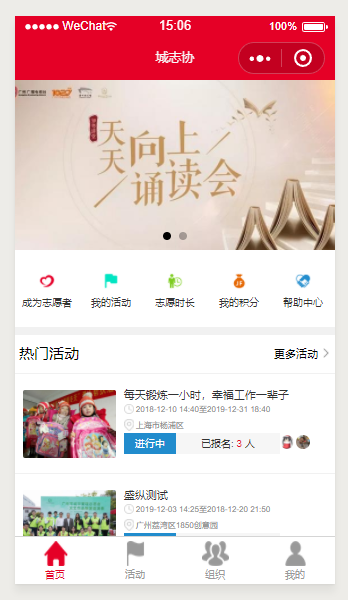 WeChat 15:06 100%
城志协
1020
天天向上
诵读会
成为志愿者 我的活动 志愿时长 我的积分 帮助中心
热门活动 更多活动
每天锻炼一小时，幸福工作一辈子
2018-12-10 14:40至2019-12-31 18:40
上海市杨浦区
进行中 已报名: 3 人
盛纵测试
2019-12-03 14:25至2018-12-20 21:50
广州荔湾区1850创意园
首页 活动 组织 我的